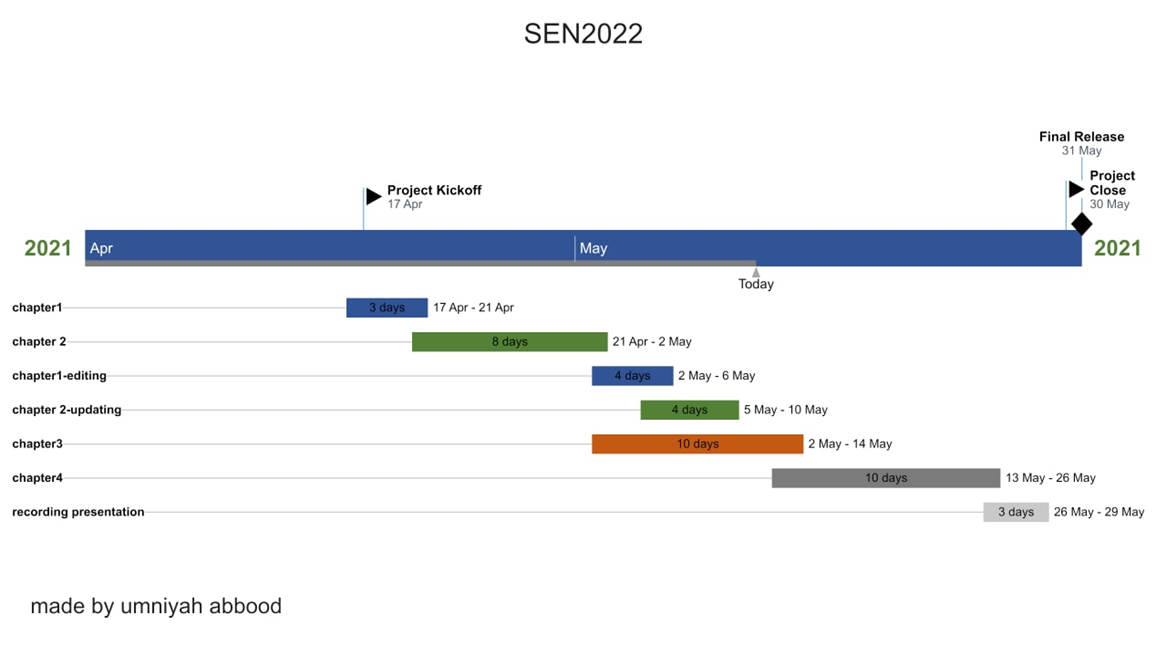 SEN2022
Final Release
31 May
Project Kickoff
17 Apr
Project
Close
30 May
2021 Apr May 2021
Today
chapter1 3 days 17 Apr - 21 Apr
chapter 2 8 days 21 Apr - 2 May
chapter1-editing 4 days 2 May - 6 May
chapter 2-updating 4 days 5 May - 10 May
chapter3 10 days 2 May - 14 May
chapter4 10 days 13 May - 26 May
recording presentation 3 days 26 May - 29 May
made by umniyah abbood